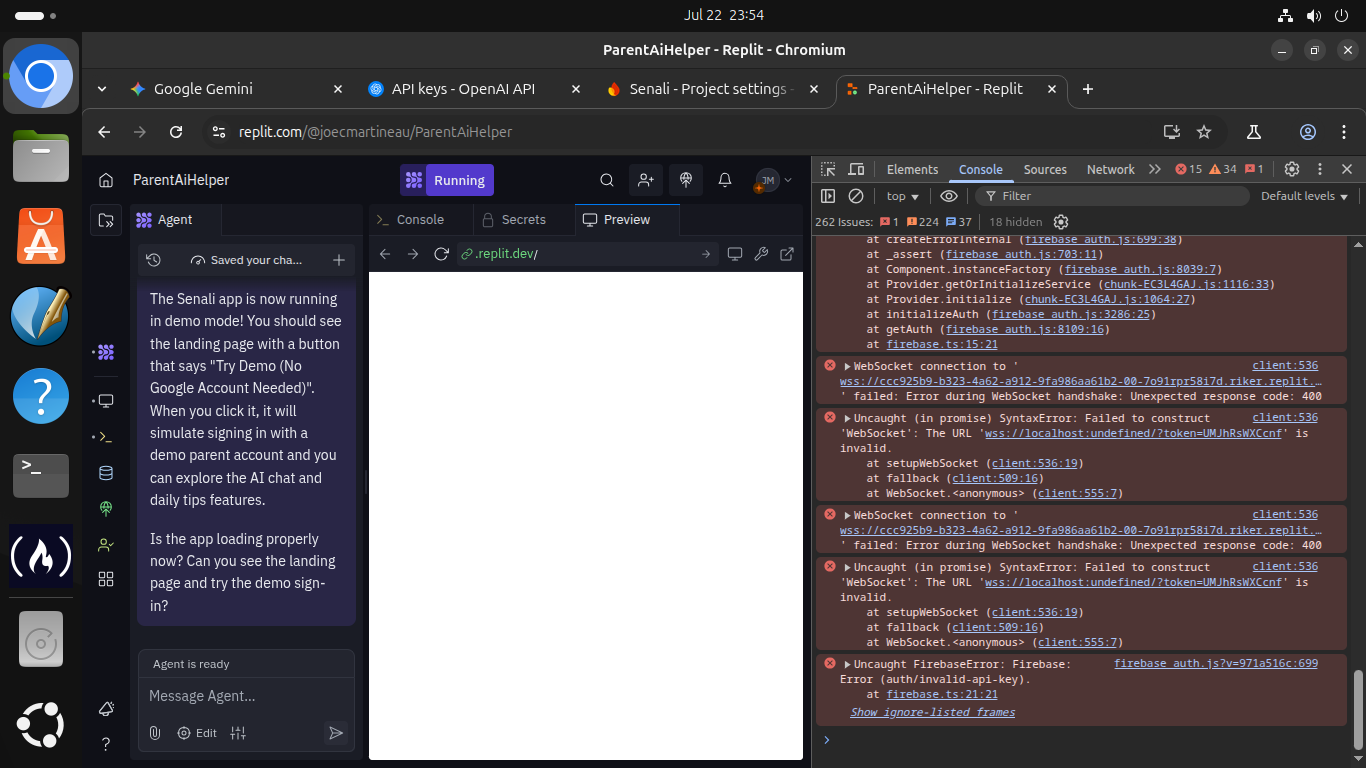 Jul 22 23:54
ParentAiHelper - Replit - Chromium
Google Gemini
API keys - OpenAI API
Senali - Project settings -
ParentAiHelper - Replit
replit.com/@joecmartineau/ParentAiHelper
ParentAiHelper
Running
JM
Agent
Console
Secrets
Preview
Saved your cha...
.replit.dev/
The Senali app is now running
in demo mode! You should see
the landing page with a button
that says "Try Demo (No
Google Account Needed)".
When you click it, it will
simulate signing in with a
demo parent account and you
can explore the AI chat and
daily tips features.
Is the app loading properly
now? Can you see the landing
page and try the demo sign-
in?
Agent is ready
Message Agent...
Edit
Elements
Console
Sources
Network
15
34
1
top
Filter
Default levels
262 Issues:
1
224
37
18 hidden
at createErrorInternal (firebase_auth.js:699:38)
at _assert (firebase_auth.js:703:11)
at Component.instanceFactory (firebase_auth.js:8039:7)
at Provider.getOrInitializeService (chunk-EC3L4GAJ.js:1116:33)
at Provider.initialize (chunk-EC3L4GAJ.js:1064:27)
at initializeAuth (firebase_auth.js:3286:25)
at getAuth (firebase_auth.js:8109:16)
at firebase.ts:15:21
WebSocket connection to ' client:536
wss://ccc925b9-b323-4a62-a912-9fa986aa61b2-00-7o91rpr58i7d.riker.replit.…
' failed: Error during WebSocket handshake: Unexpected response code: 400
Uncaught (in promise) SyntaxError: Failed to construct client:536
'WebSocket': The URL 'wss://localhost:undefined/?token=UMJhRsWXCcnf' is
invalid.
at setupWebSocket (client:536:19)
at fallback (client:509:16)
at WebSocket.<anonymous> (client:555:7)
WebSocket connection to ' client:536
wss://ccc925b9-b323-4a62-a912-9fa986aa61b2-00-7o91rpr58i7d.riker.replit.…
' failed: Error during WebSocket handshake: Unexpected response code: 400
Uncaught (in promise) SyntaxError: Failed to construct client:536
'WebSocket': The URL 'wss://localhost:undefined/?token=UMJhRsWXCcnf' is
invalid.
at setupWebSocket (client:536:19)
at fallback (client:509:16)
at WebSocket.<anonymous> (client:555:7)
Uncaught FirebaseError: Firebase: firebase_auth.js?v=971a516c:699
Error (auth/invalid-api-key).
at firebase.ts:21:21
Show ignore-listed frames